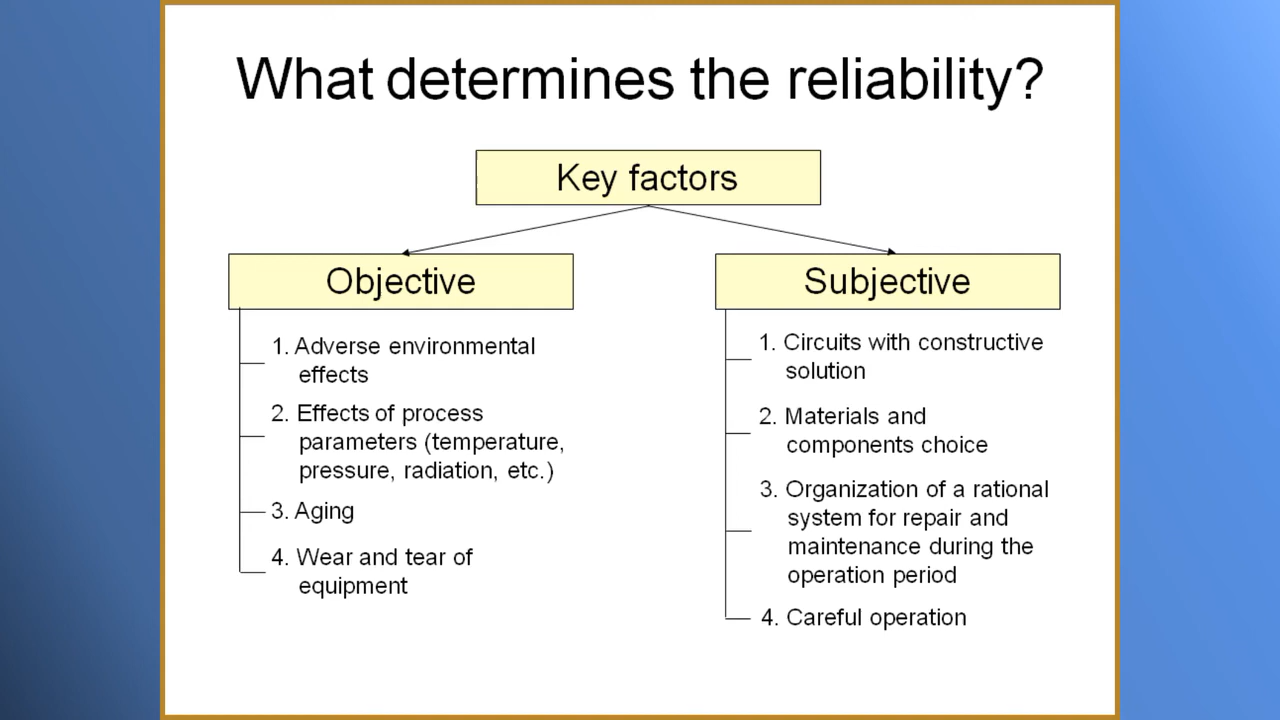 What determines the reliability?
Key factors
Objective
1. Adverse environmental
effects
2. Effects of process
parameters (temperature,
pressure, radiation, etc.)
3. Aging
4. Wear and tear of
equipment
Subjective
1. Circuits with constructive
solution
2. Materials and
components choice
3. Organization of a rational
system for repair and
maintenance during the
operation period
4. Careful operation